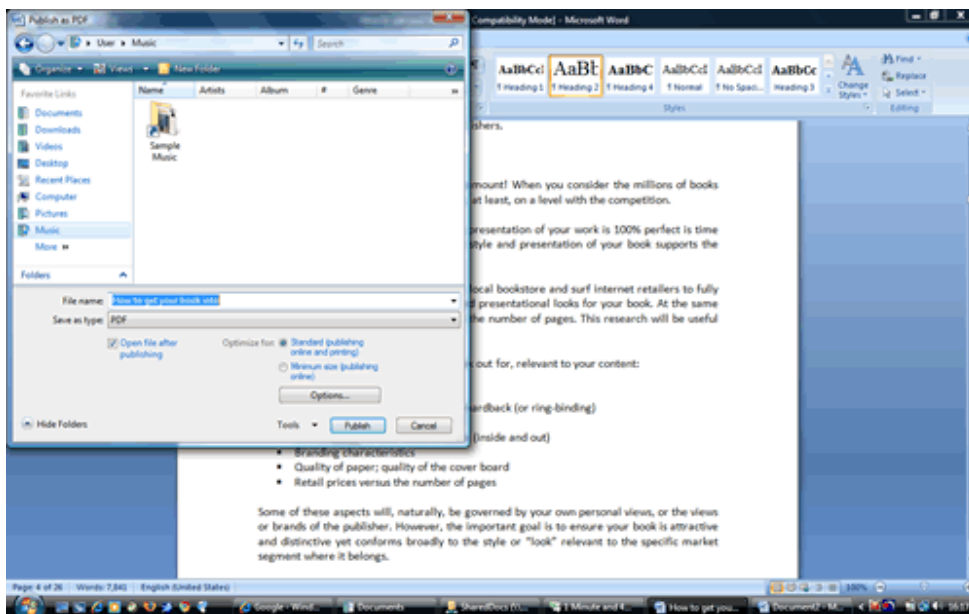 Publish as PDF
Compatibility Mode] - Microsoft Word
User ▸ Music
Search
Organize
Views
New Folder
Favorite Links
Documents
Downloads
Videos
Desktop
Recent Places
Computer
Pictures
Music
More »
Folders
Name Artists Album # Genre »
Sample
Music
File name: How to get your book into
Save as type: PDF
Open file after
publishing
Optimize for:
Standard (publishing
online and printing)
Minimum size (publishing
online)
Options...
Hide Folders
Tools
Publish
Cancel
AaBbCcI AaBt AaBbC AaBbCcI AaBbCcI AaBbCc
¶ Heading 1 ¶ Heading 2 ¶ Heading 4 ¶ Normal ¶ No Spaci... Heading 3
Change
Styles
Styles
Find
Replace
Select
Editing
shers.
mount! When you consider the millions of books
at least, on a level with the competition.
presentation of your work is 100% perfect is time
style and presentation of your book supports the
local bookstore and surf internet retailers to fully
d presentational looks for your book. At the same
the number of pages. This research will be useful
out for, relevant to your content:
ardback (or ring-binding)
(inside and out)
▪ Branding characteristics
▪ Quality of paper; quality of the cover board
▪ Retail prices versus the number of pages
Some of these aspects will, naturally, be governed by your own personal views, or the views
or brands of the publisher. However, the important goal is to ensure your book is attractive
and distinctive yet conforms broadly to the style or "look" relevant to the specific market
segment where it belongs.
Page: 4 of 26 Words: 7,841 English (United States) 100%
Google - Wind... Documents SharedDocs (\\... 1 Minute and 4... How to get you... Document2 - M...